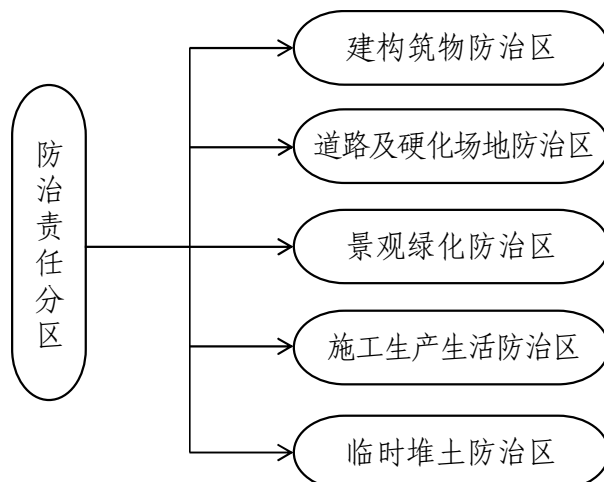 防治责任分区
建构筑物防治区
道路及硬化场地防治区
景观绿化防治区
施工生产生活防治区
临时堆土防治区